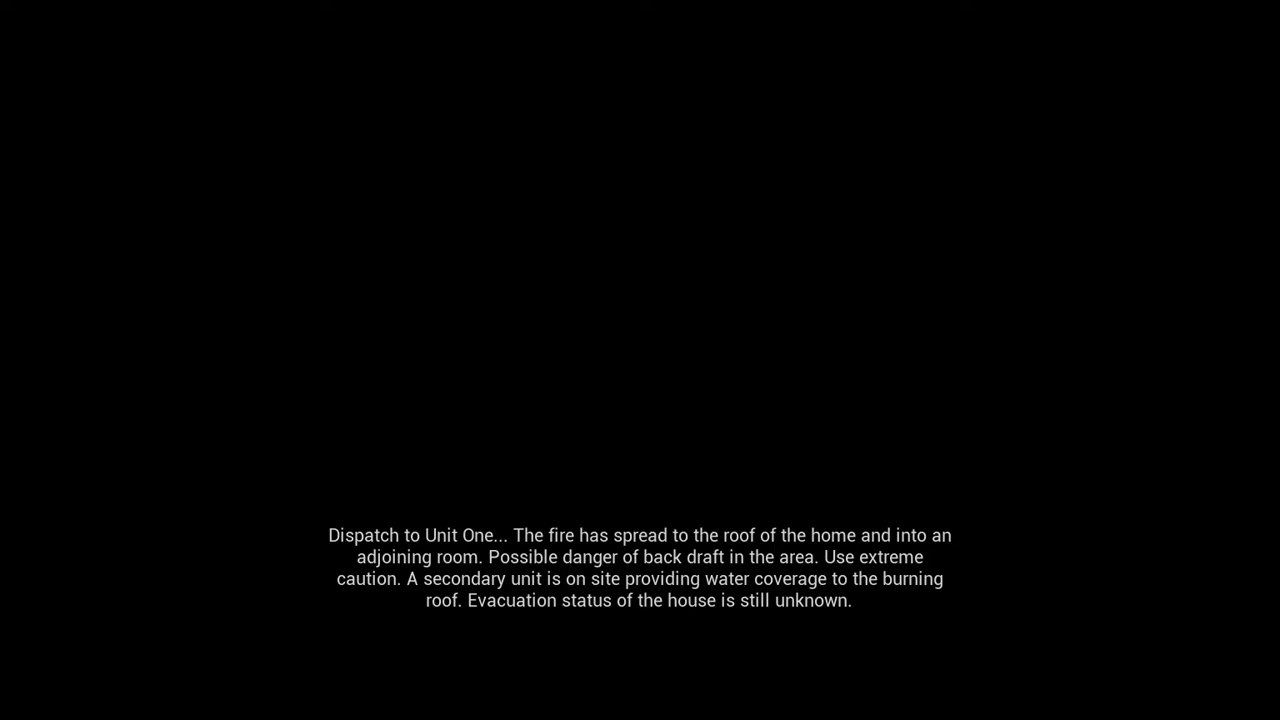 Dispatch to Unit One... The fire has spread to the roof of the home and into an
adjoining room. Possible danger of back draft in the area. Use extreme
caution. A secondary unit is on site providing water coverage to the burning
roof. Evacuation status of the house is still unknown.